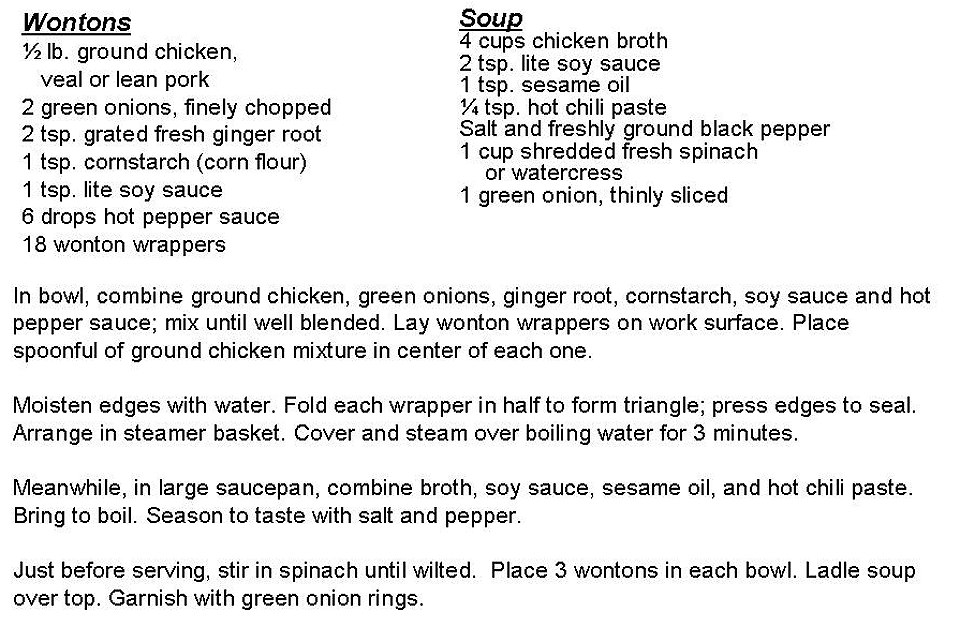 Wontons
½ lb. ground chicken,
veal or lean pork
2 green onions, finely chopped
2 tsp. grated fresh ginger root
1 tsp. cornstarch (corn flour)
1 tsp. lite soy sauce
6 drops hot pepper sauce
18 wonton wrappers
Soup
4 cups chicken broth
2 tsp. lite soy sauce
1 tsp. sesame oil
¼ tsp. hot chili paste
Salt and freshly ground black pepper
1 cup shredded fresh spinach
or watercress
1 green onion, thinly sliced
In bowl, combine ground chicken, green onions, ginger root, cornstarch, soy sauce and hot
pepper sauce; mix until well blended. Lay wonton wrappers on work surface. Place
spoonful of ground chicken mixture in center of each one.
Moisten edges with water. Fold each wrapper in half to form triangle; press edges to seal.
Arrange in steamer basket. Cover and steam over boiling water for 3 minutes.
Meanwhile, in large saucepan, combine broth, soy sauce, sesame oil, and hot chili paste.
Bring to boil. Season to taste with salt and pepper.
Just before serving, stir in spinach until wilted.  Place 3 wontons in each bowl. Ladle soup
over top. Garnish with green onion rings.